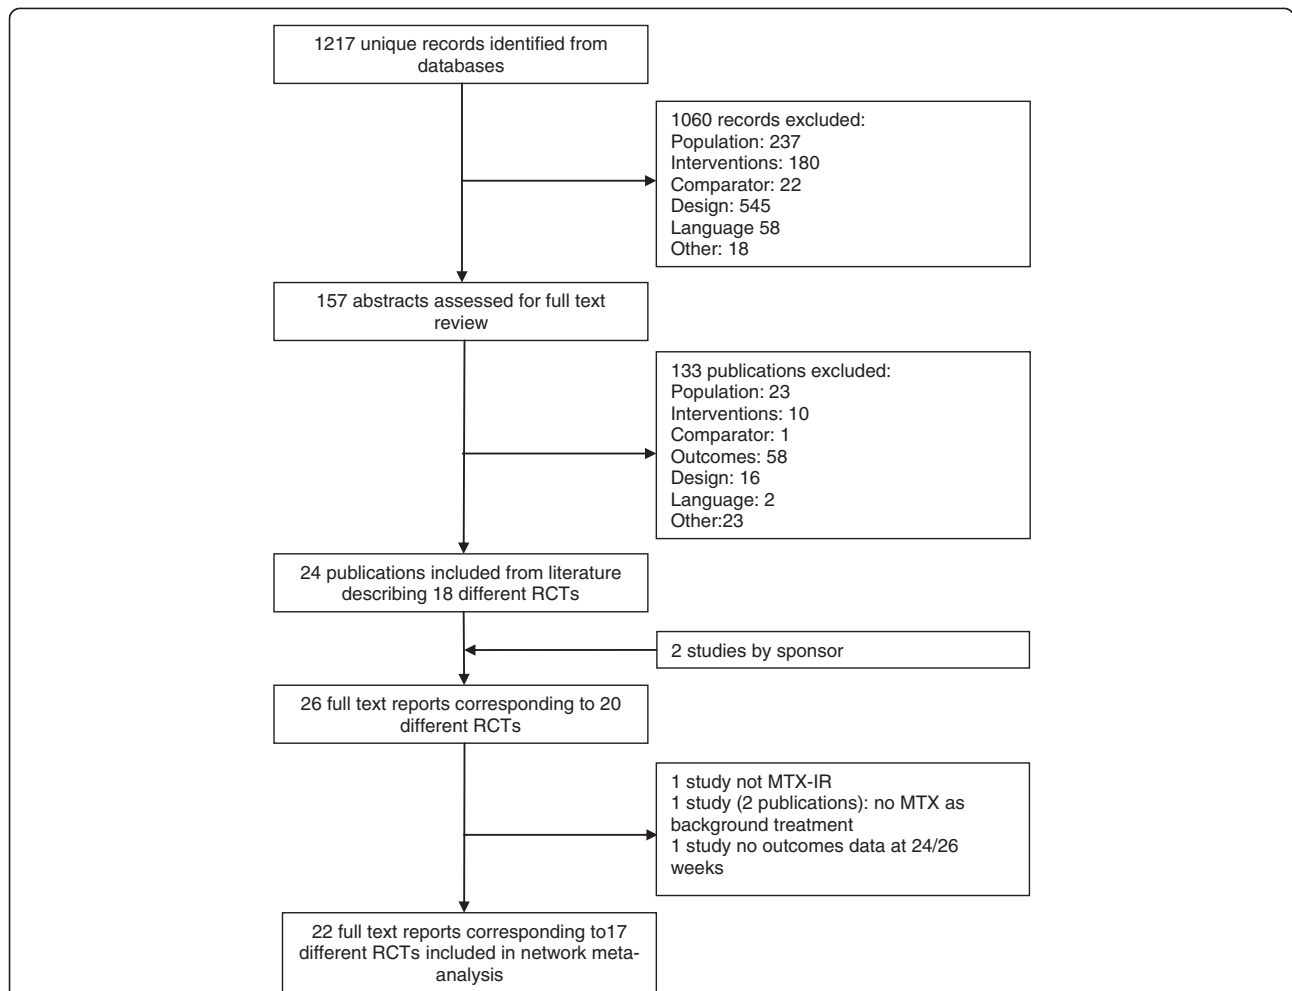 1217 unique records identified from
databases
1060 records excluded:
Population: 237
Interventions: 180
Comparator: 22
Design: 545
Language 58
Other: 18
157 abstracts assessed for full text
review
133 publications excluded:
Population: 23
Interventions: 10
Comparator: 1
Outcomes: 58
Design: 16
Language: 2
Other:23
24 publications included from literature
describing 18 different RCTs
2 studies by sponsor
26 full text reports corresponding to 20
different RCTs
1 study not MTX-IR
1 study (2 publications): no MTX as
background treatment
1 study no outcomes data at 24/26
weeks
22 full text reports corresponding to17
different RCTs included in network meta-
analysis